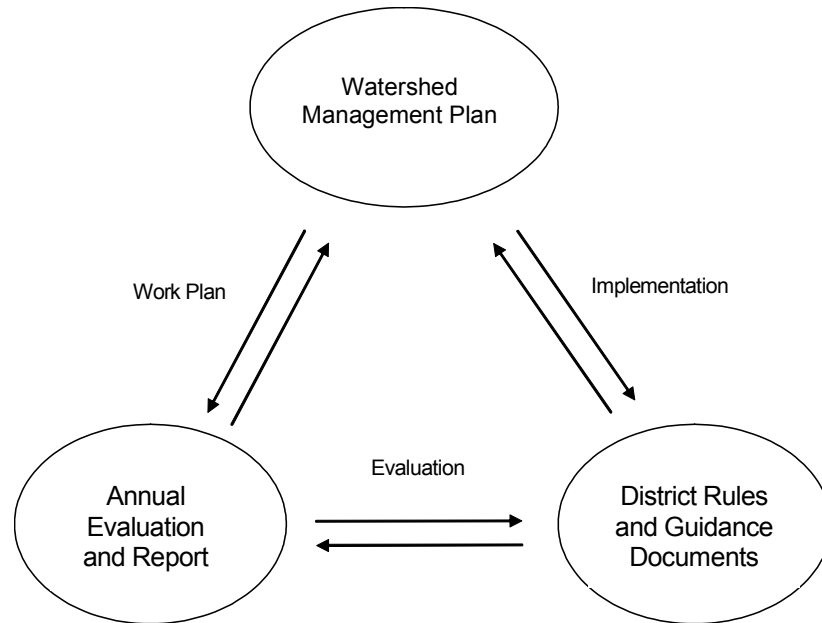 Watershed
Management Plan
Work Plan
Implementation
Evaluation
Annual
Evaluation
and Report
District Rules
and Guidance
Documents